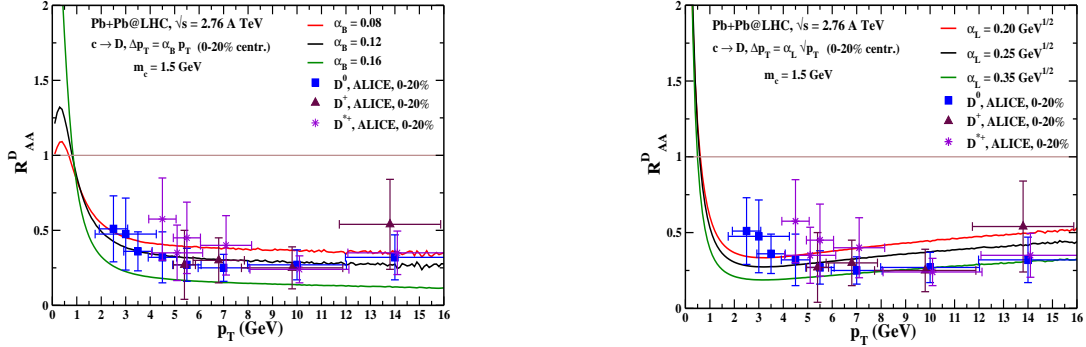 Pb+Pb@LHC, √s = 2.76 A TeV
c → D, Δp_T = α_B p_T (0-20% centr.)
m_c = 1.5 GeV
α_B = 0.08
α_B = 0.12
α_B = 0.16
D^0, ALICE, 0-20%
D^+, ALICE, 0-20%
D^{*+}, ALICE, 0-20%
R_AA^D
2
1.5
1
0.5
0
0 1 2 3 4 5 6 7 8 9 10 11 12 13 14 15 16
p_T (GeV)
Pb+Pb@LHC, √s = 2.76 A TeV
c → D, Δp_T = α_L √p_T (0-20% centr.)
m_c = 1.5 GeV
α_L = 0.20 GeV^{1/2}
α_L = 0.25 GeV^{1/2}
α_L = 0.35 GeV^{1/2}
D^0, ALICE, 0-20%
D^+, ALICE, 0-20%
D^{*+}, ALICE, 0-20%
R_AA^D
2
1.5
1
0.5
0
0 1 2 3 4 5 6 7 8 9 10 11 12 13 14 15 16
p_T (GeV)